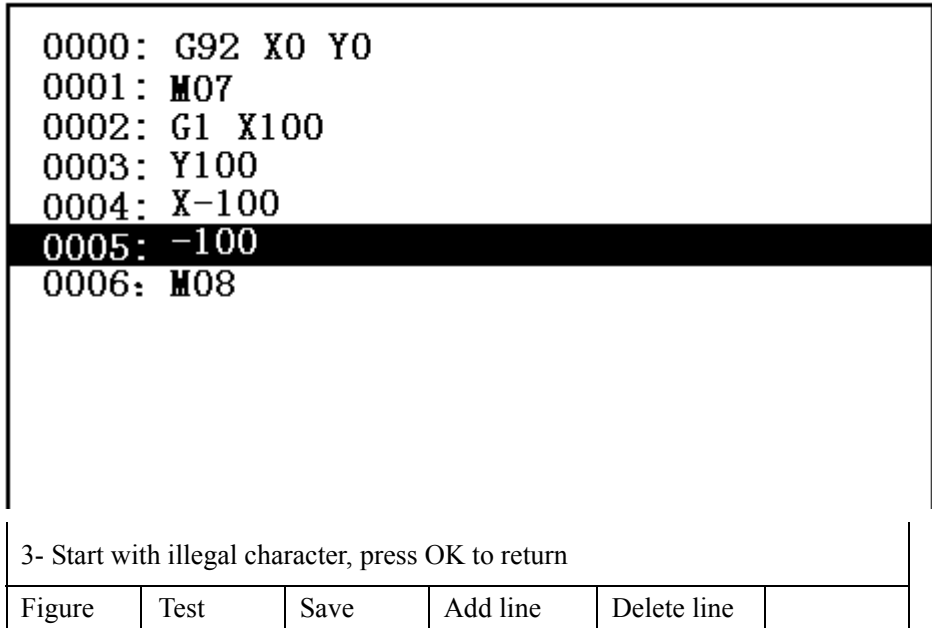 0000: G92 X0 Y0
0001: M07
0002: G1 X100
0003: Y100
0004: X-100
0005: -100
0006: M08
3- Start with illegal character, press OK to return
Figure Test Save Add line Delete line